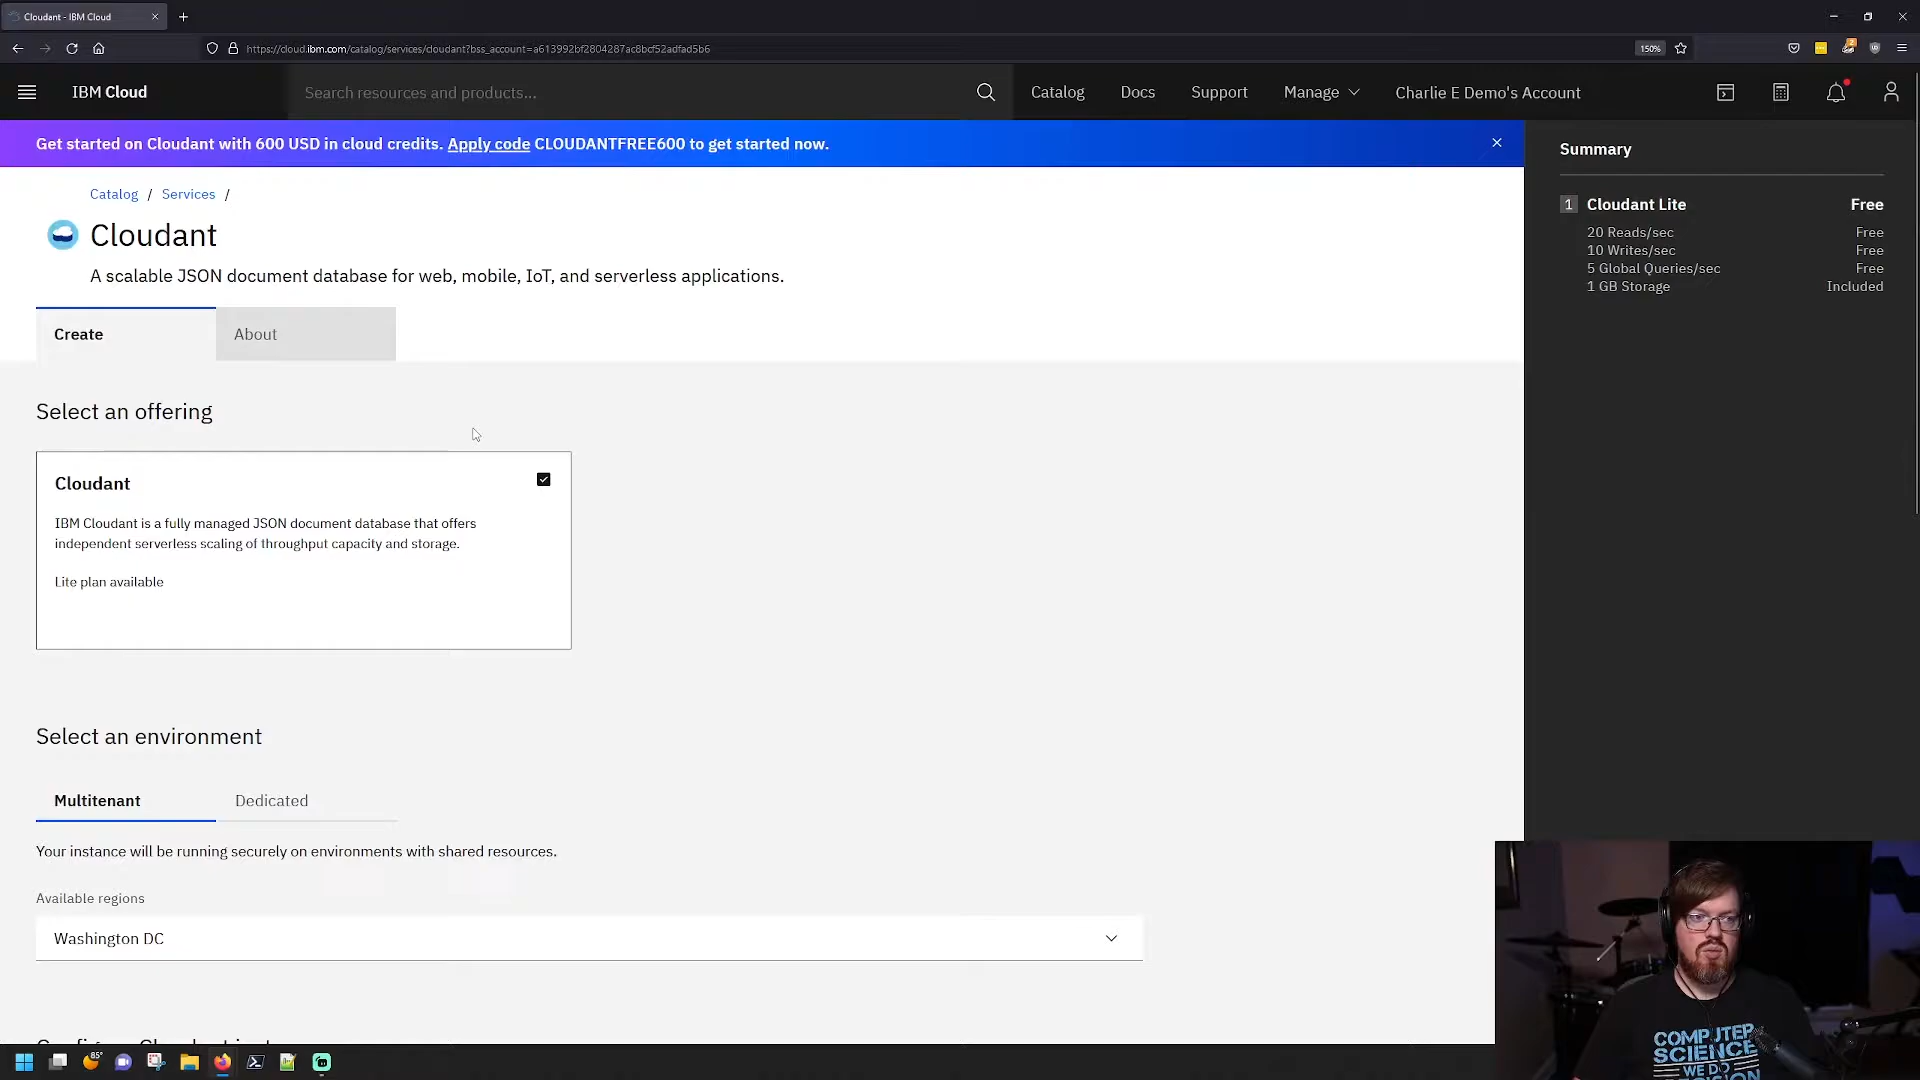 Cloudant - IBM Cloud
https://cloud.ibm.com/catalog/services/cloudant?bss_account=a613992bf2804287ac8bcf52adfad5b6
150%
IBM Cloud
Search resources and products...
Catalog
Docs
Support
Manage
Charlie E Demo's Account
Get started on Cloudant with 600 USD in cloud credits. Apply code CLOUDANTFREE600 to get started now.
Catalog / Services /
Cloudant
A scalable JSON document database for web, mobile, IoT, and serverless applications.
Create
About
Select an offering
Cloudant
IBM Cloudant is a fully managed JSON document database that offers
independent serverless scaling of throughput capacity and storage.
Lite plan available
Select an environment
Multitenant
Dedicated
Your instance will be running securely on environments with shared resources.
Available regions
Washington DC
Summary
1 Cloudant Lite Free
20 Reads/sec Free
10 Writes/sec Free
5 Global Queries/sec Free
1 GB Storage Included
85°
COMPUTER
SCIENCE
WE DO